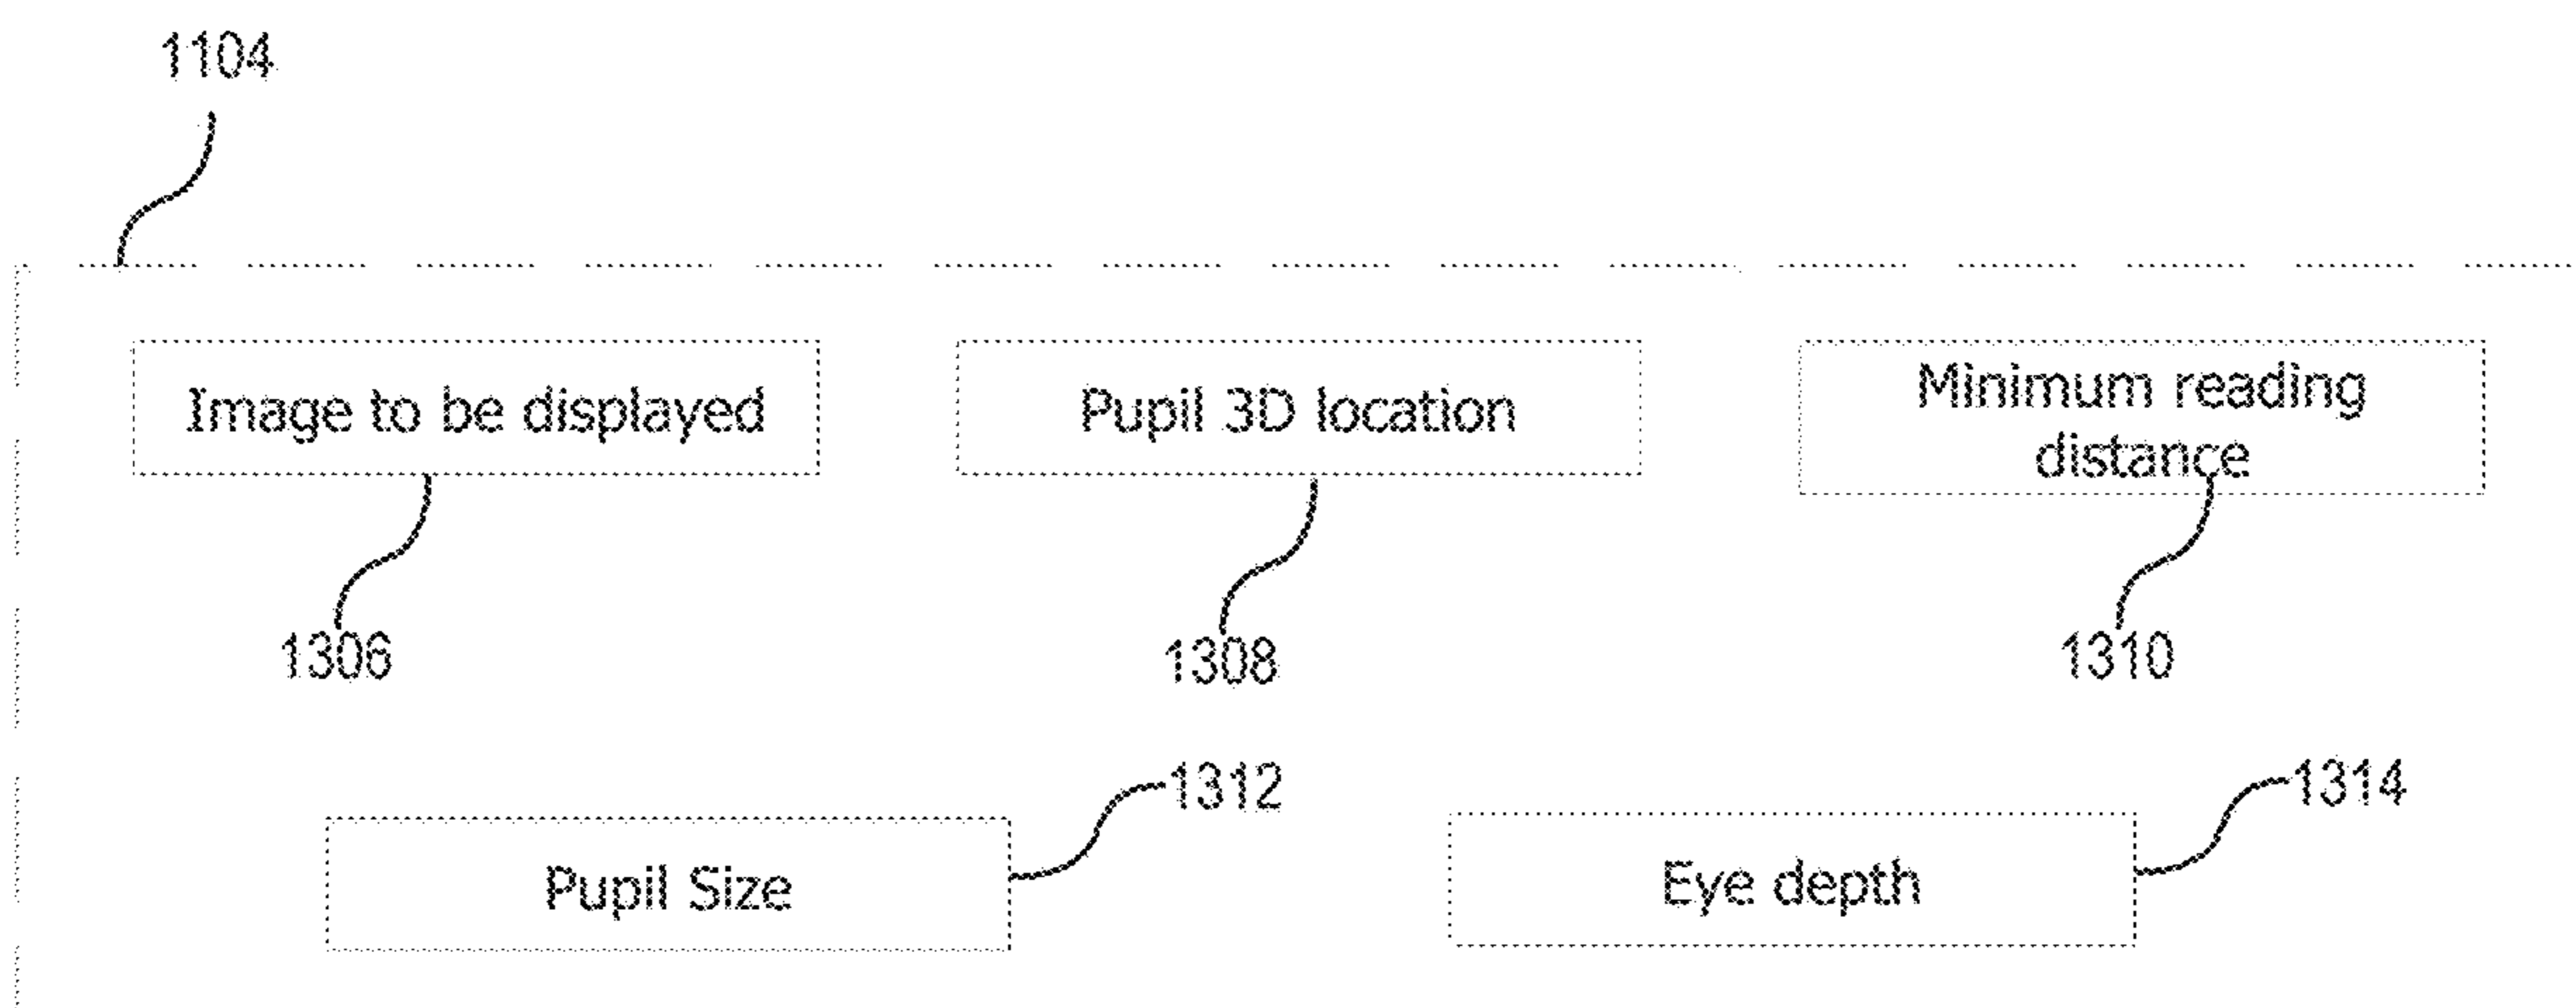 1104
Image to be displayed
Pupil 3D location
Minimum reading
distance
1306
1308
1310
1312
1314
Pupil Size
Eye depth